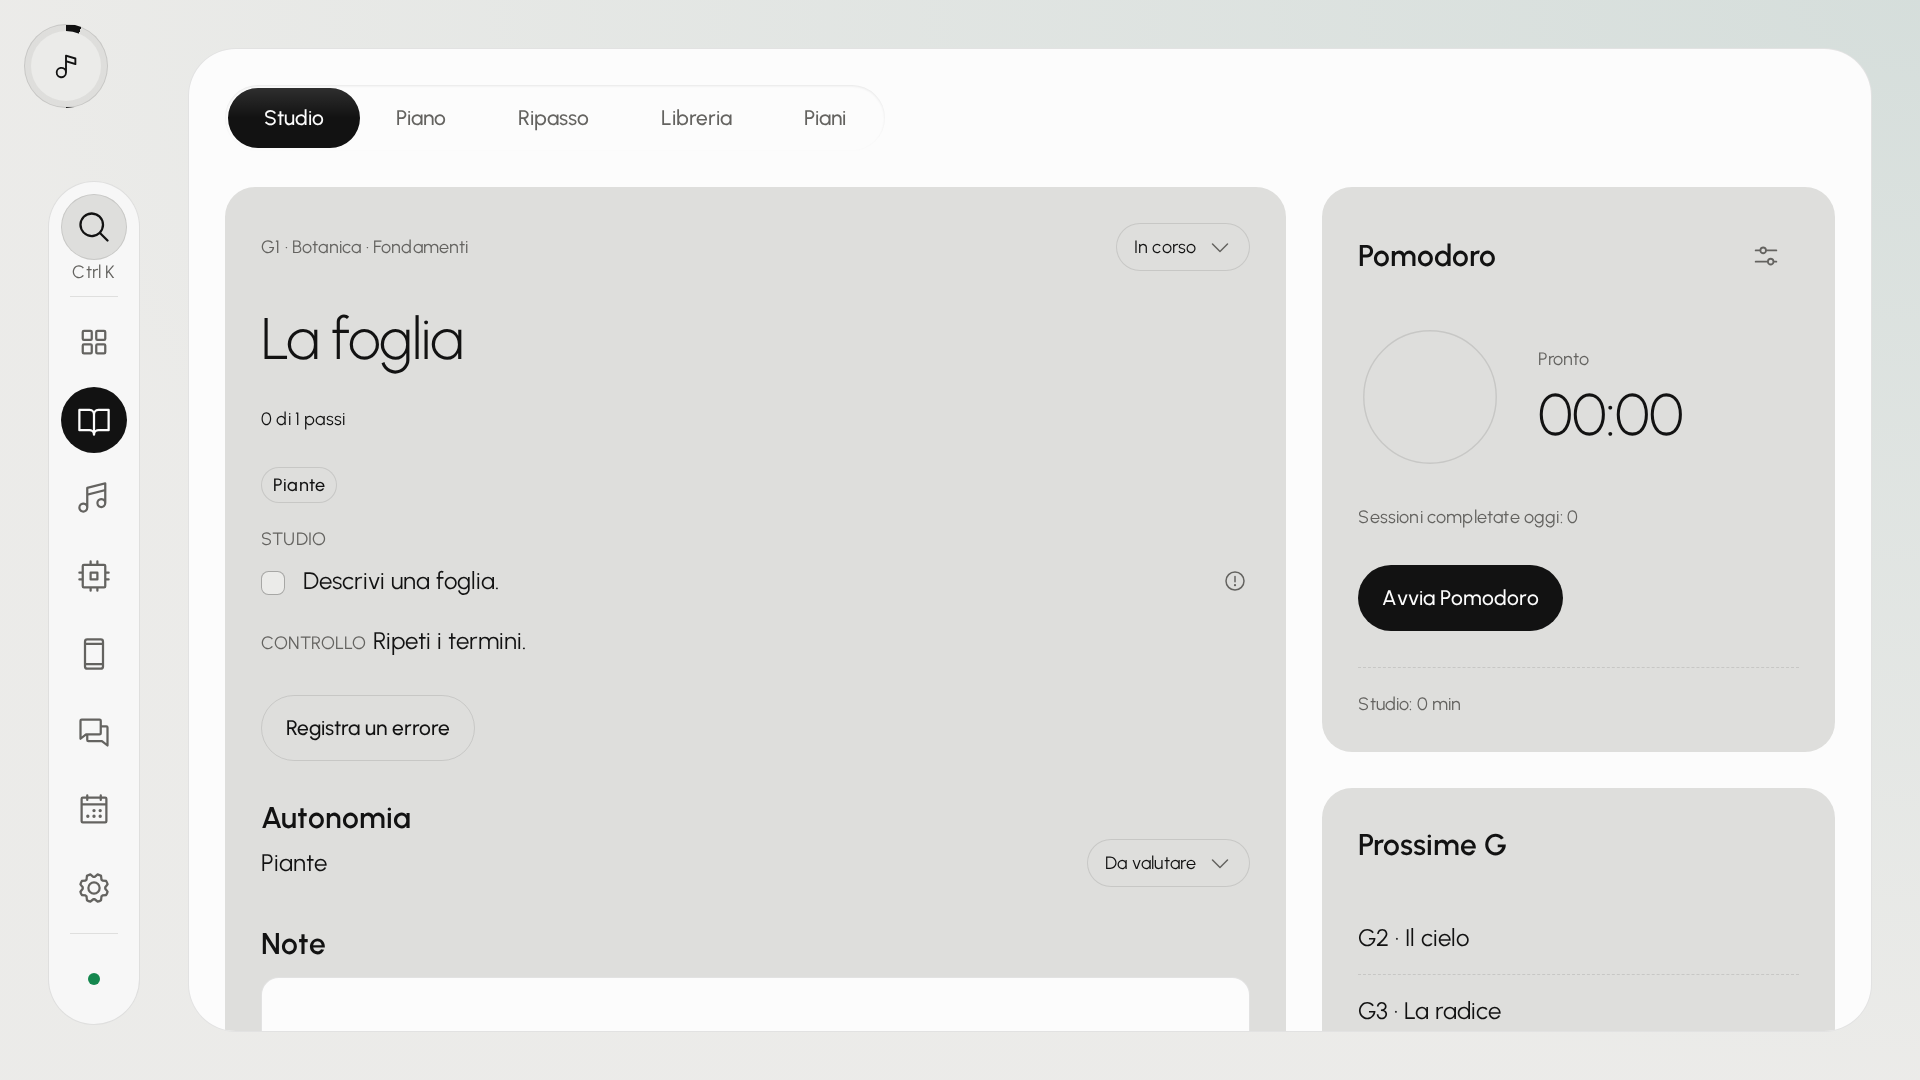 Studio
Piano
Ripasso
Libreria
Piani
Ctrl K
G1 · Botanica · Fondamenti
In corso
La foglia
0 di 1 passi
Piante
STUDIO
Descrivi una foglia.
CONTROLLO Ripeti i termini.
Registra un errore
Autonomia
Piante
Da valutare
Note
Pomodoro
Pronto
00:00
Sessioni completate oggi: 0
Avvia Pomodoro
Studio: 0 min
Prossime G
G2 · Il cielo
G3 · La radice